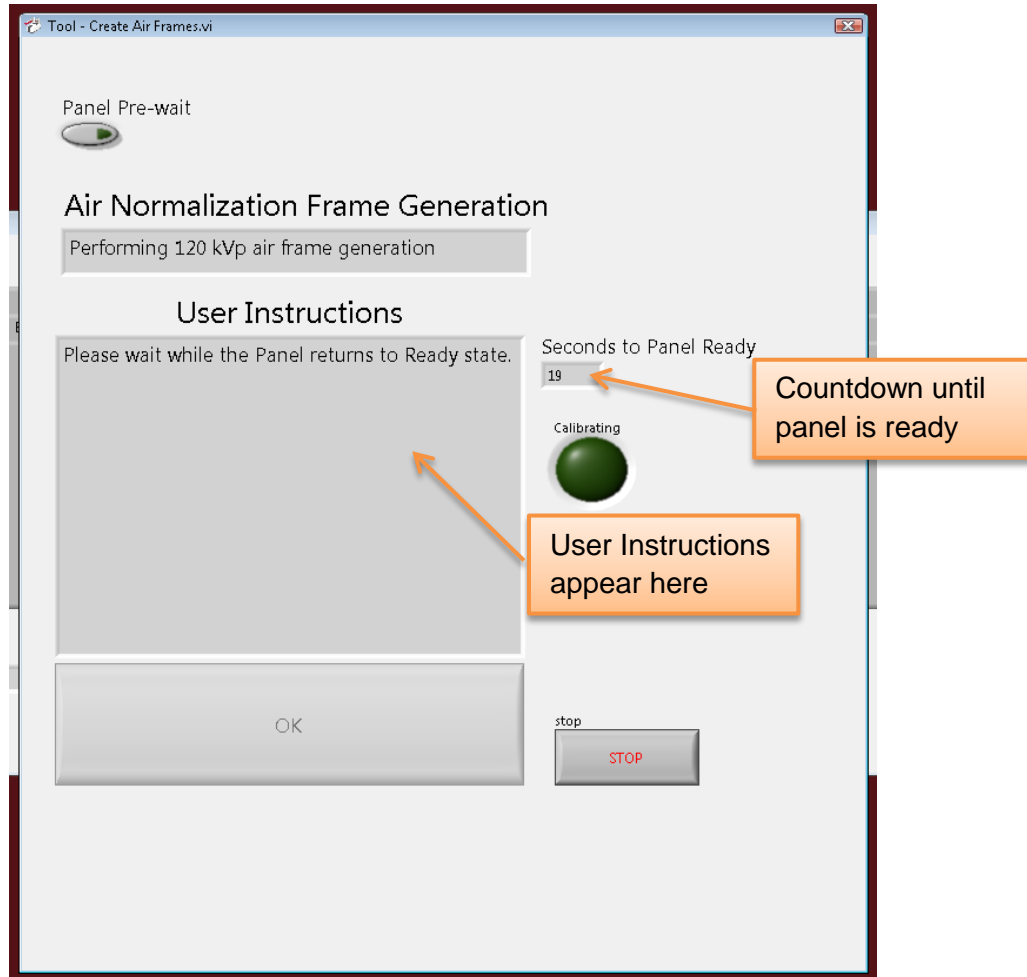 Tool - Create Air Frames.vi
Panel Pre-wait
Air Normalization Frame Generation
Performing 120 kVp air frame generation
User Instructions
Please wait while the Panel returns to Ready state.
Seconds to Panel Ready
19
Countdown until
panel is ready
Calibrating
User Instructions
appear here
OK
stop
STOP